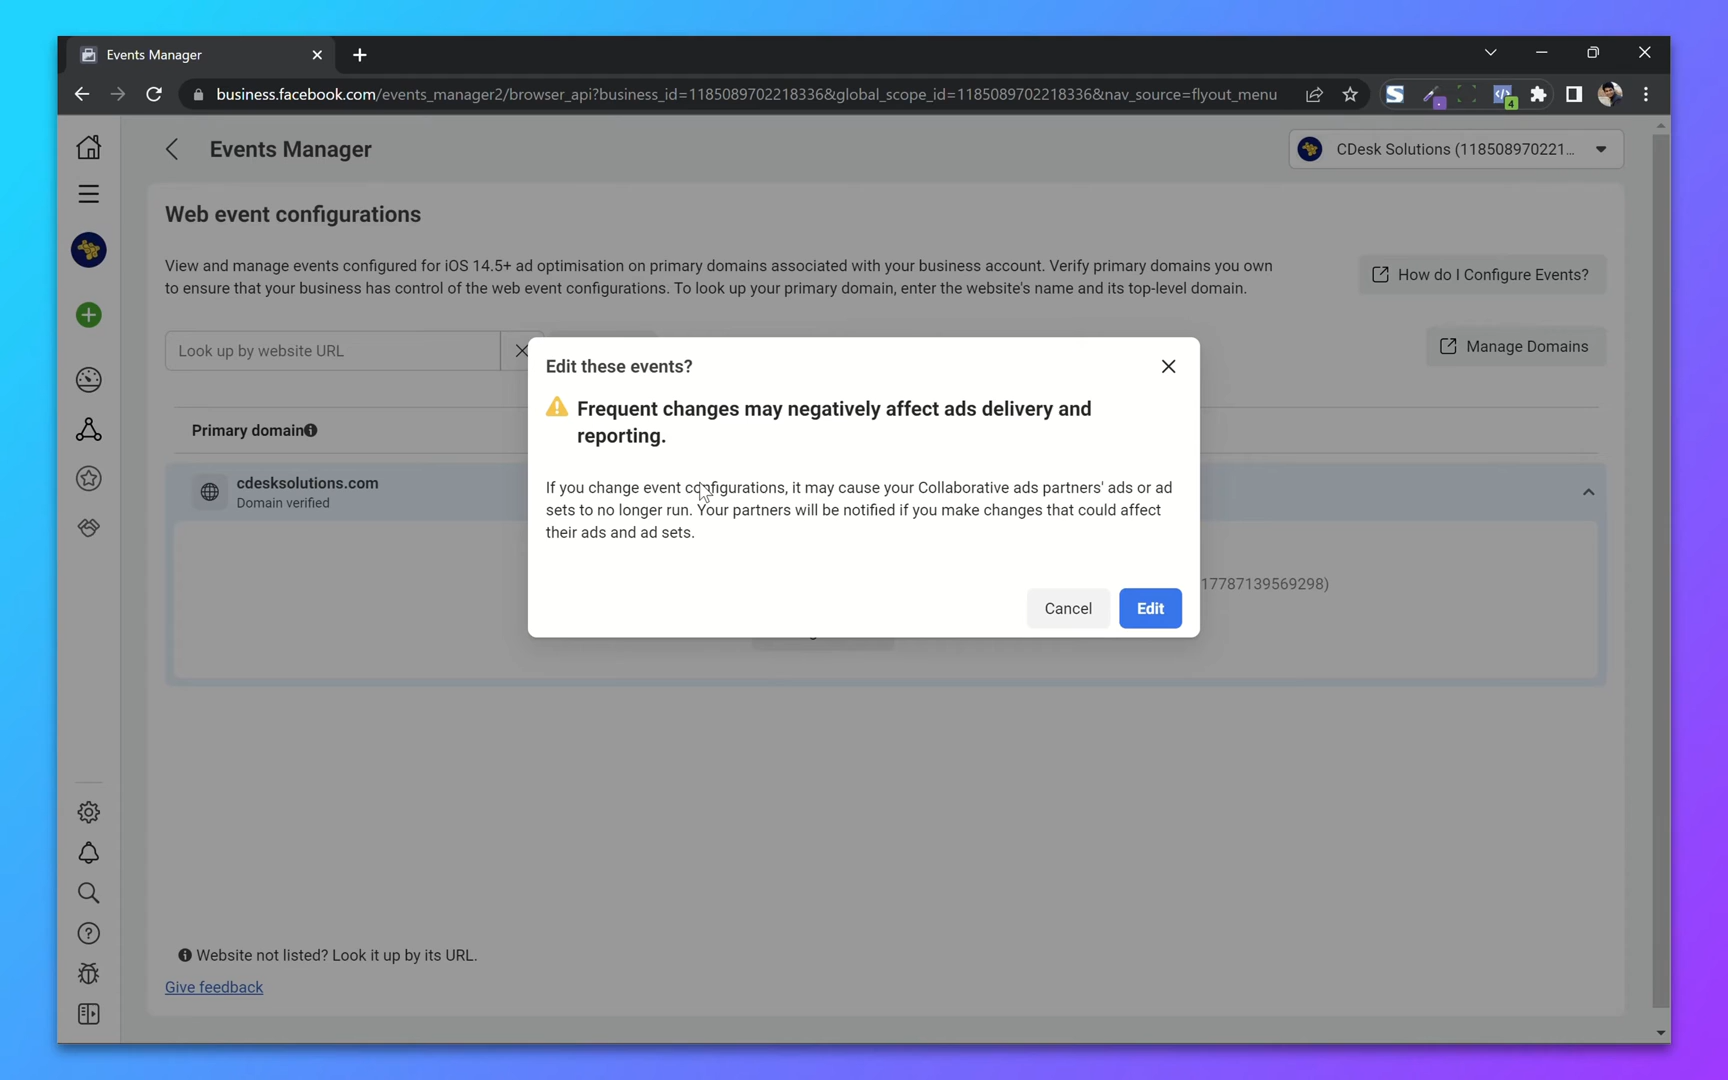 Events Manager
business.facebook.com/events_manager2/browser_api?business_id=1185089702218336&global_scope_id=1185089702218336&nav_source=flyout_menu
4
Events Manager
CDesk Solutions (118508970221...
Web event configurations
View and manage events configured for iOS 14.5+ ad optimisation on primary domains associated with your business account. Verify primary domains you own
to ensure that your business has control of the web event configurations. To look up your primary domain, enter the website's name and its top-level domain.
How do I Configure Events?
Look up by website URL
Manage Domains
Edit these events?
Frequent changes may negatively affect ads delivery and
reporting.
Primary domain
cdesksolutions.com
Domain verified
If you change event configurations, it may cause your Collaborative ads partners' ads or ad
sets to no longer run. Your partners will be notified if you make changes that could affect
their ads and ad sets.
17787139569298)
Cancel
Edit
Website not listed? Look it up by its URL.
Give feedback